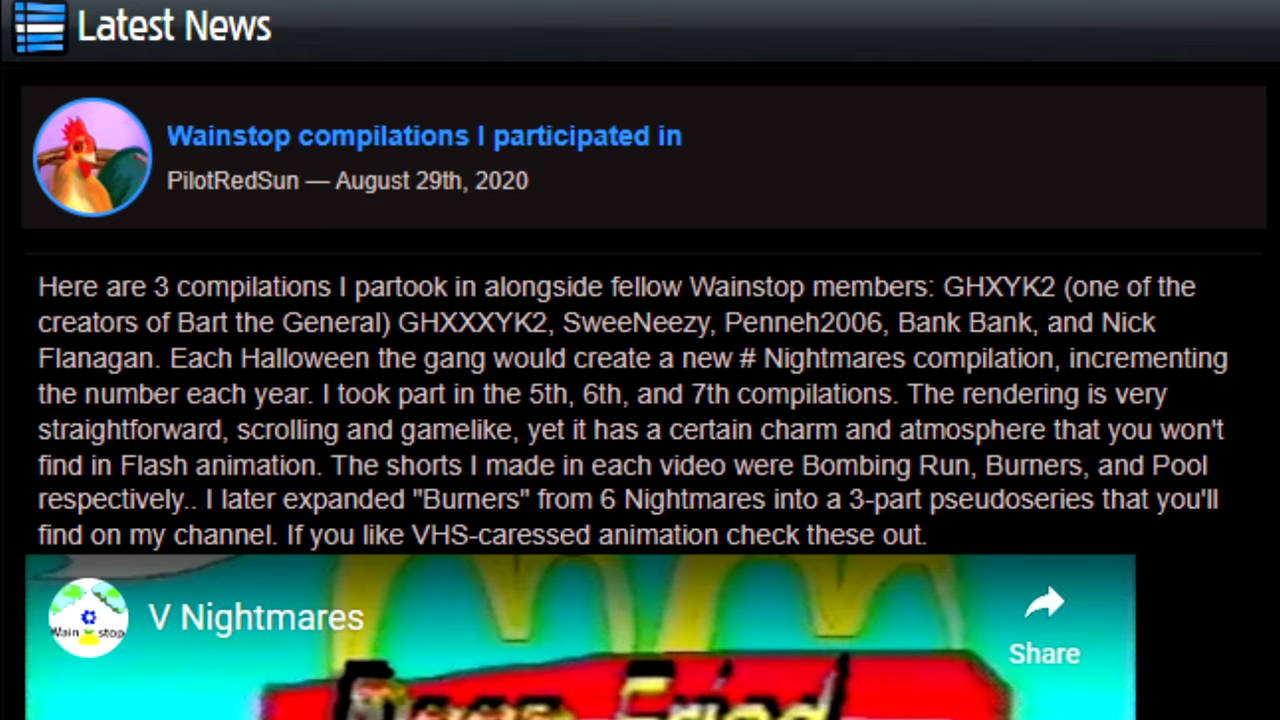 Latest News
Wainstop compilations I participated in
PilotRedSun — August 29th, 2020
Here are 3 compilations I partook in alongside fellow Wainstop members: GHXYK2 (one of the
creators of Bart the General) GHXXXYK2, SweeNeezy, Penneh2006, Bank Bank, and Nick
Flanagan. Each Halloween the gang would create a new # Nightmares compilation, incrementing
the number each year. I took part in the 5th, 6th, and 7th compilations. The rendering is very
straightforward, scrolling and gamelike, yet it has a certain charm and atmosphere that you won't
find in Flash animation. The shorts I made in each video were Bombing Run, Burners, and Pool
respectively.. I later expanded "Burners" from 6 Nightmares into a 3-part pseudoseries that you'll
find on my channel. If you like VHS-caressed animation check these out.
Wain stop
V Nightmares
Share